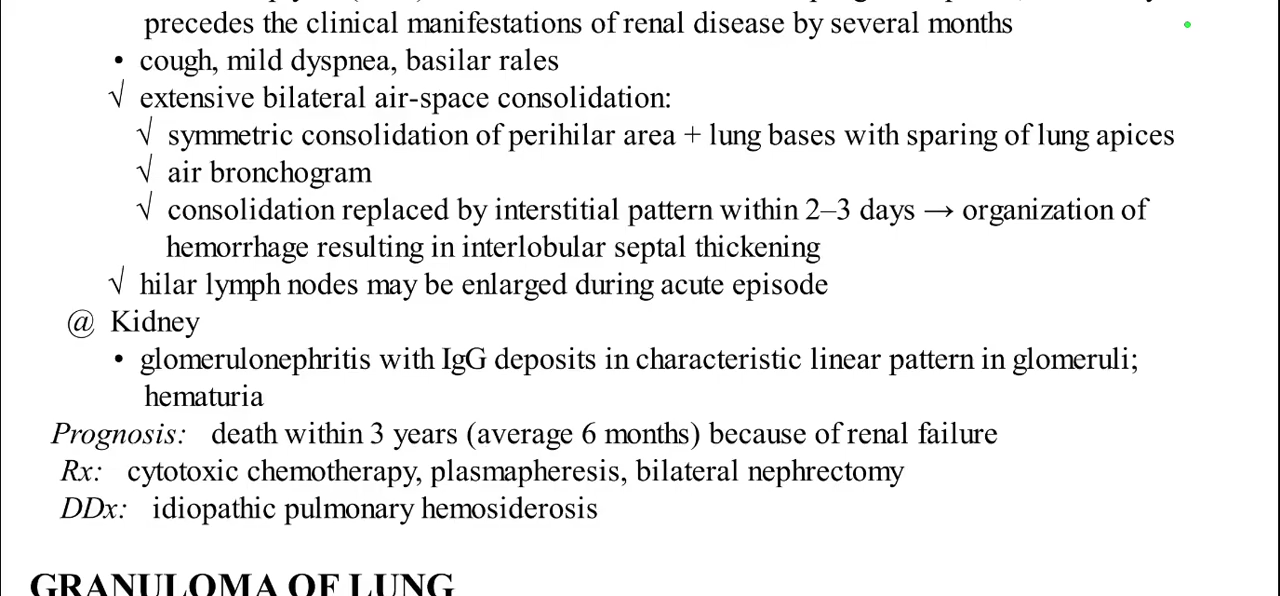 precedes the clinical manifestations of renal disease by several months
• cough, mild dyspnea, basilar rales
√ extensive bilateral air-space consolidation:
√ symmetric consolidation of perihilar area + lung bases with sparing of lung apices
√ air bronchogram
√ consolidation replaced by interstitial pattern within 2–3 days → organization of
hemorrhage resulting in interlobular septal thickening
√ hilar lymph nodes may be enlarged during acute episode
@ Kidney
• glomerulonephritis with IgG deposits in characteristic linear pattern in glomeruli;
hematuria
Prognosis: death within 3 years (average 6 months) because of renal failure
Rx: cytotoxic chemotherapy, plasmapheresis, bilateral nephrectomy
DDx: idiopathic pulmonary hemosiderosis
GRANULOMA OF LUNG